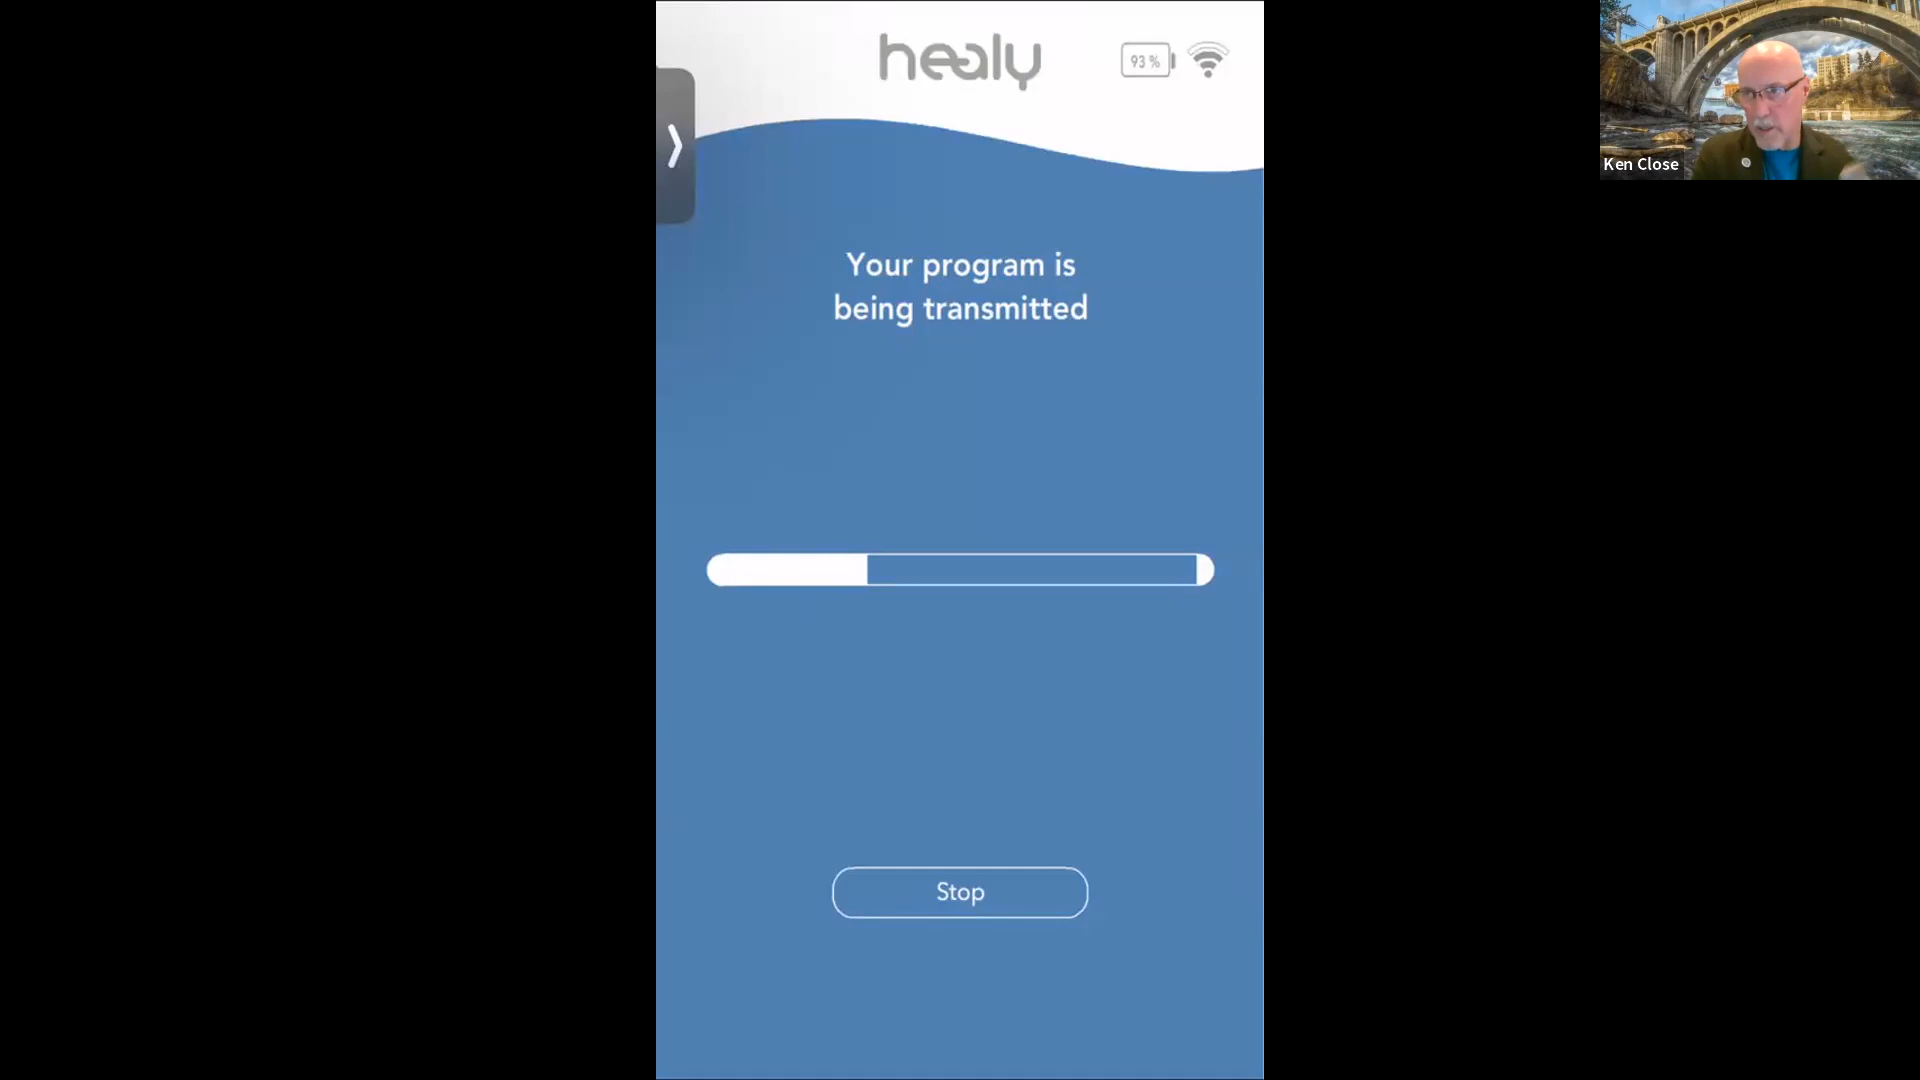 healy
93 %
Ken Close
Your program is
being transmitted
Stop